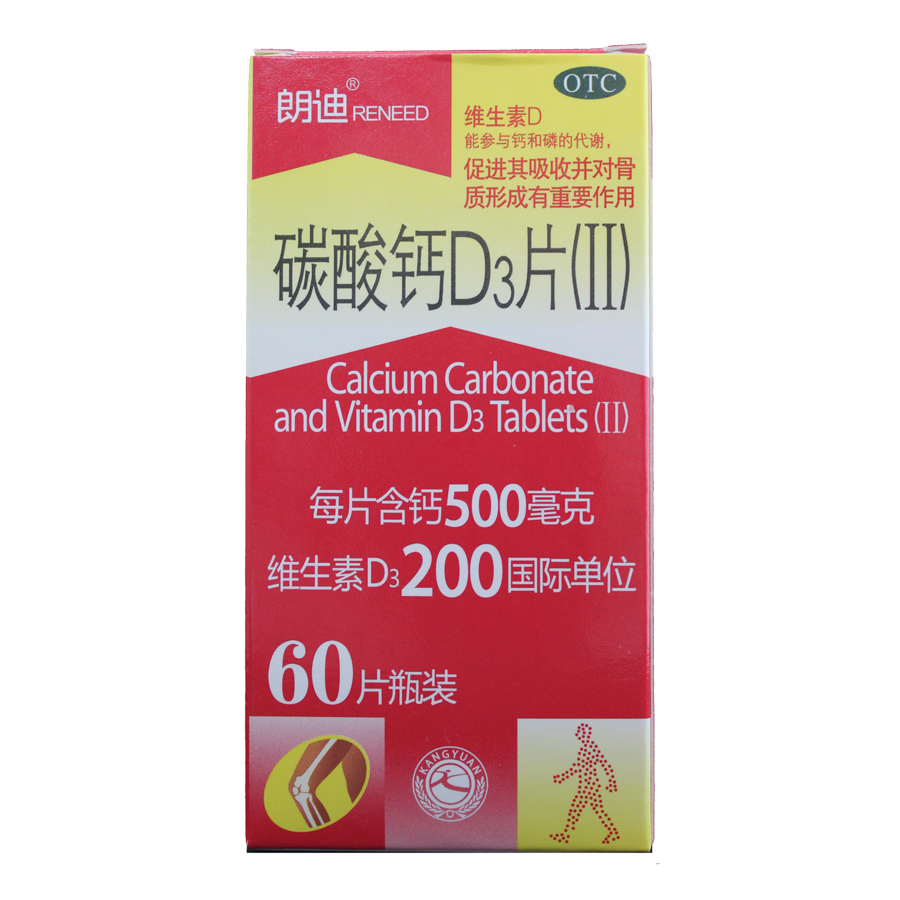 朗迪® RENEED
OTC
维生素D
能参与钙和磷的代谢,
促进其吸收并对骨
质形成有重要作用
碳酸钙D3片(II)
Calcium Carbonate
and Vitamin D3 Tablets (II)
每片含钙500毫克
维生素D3 200国际单位
60片瓶装
KANGYUAN